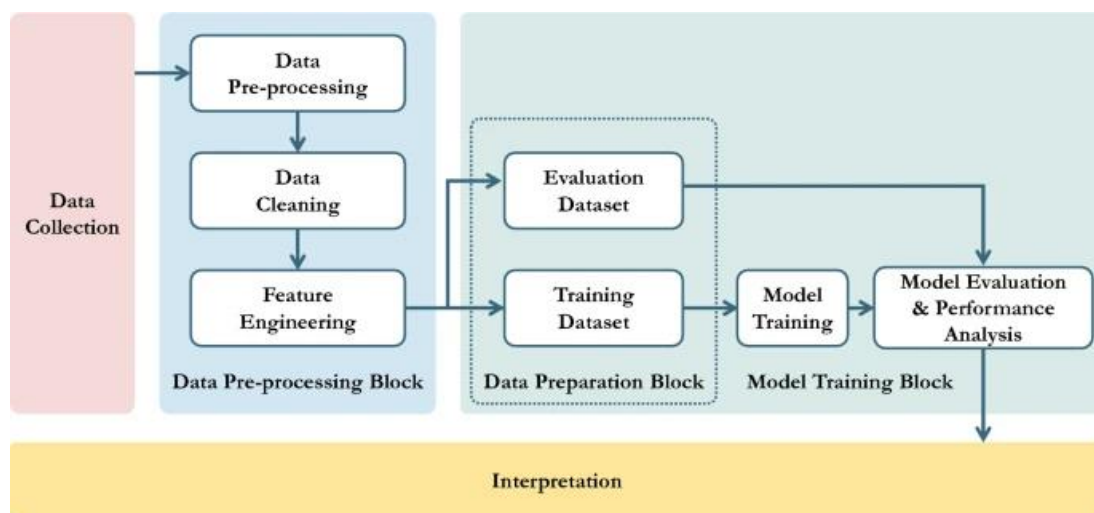 Data
Collection
Data
Pre-processing
Data
Cleaning
Feature
Engineering
Data Pre-processing Block
Evaluation
Dataset
Training
Dataset
Data Preparation Block
Model
Training
Model Evaluation
& Performance
Analysis
Model Training Block
Interpretation